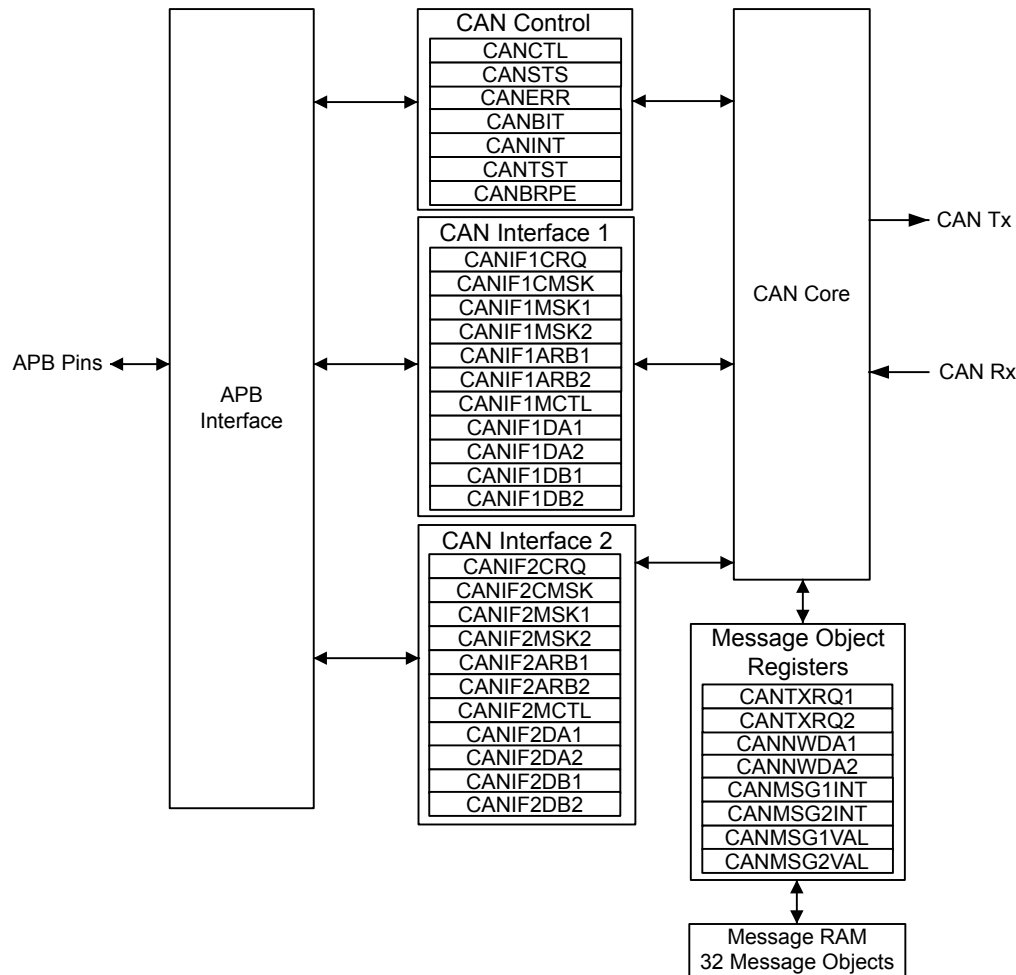 CAN Control
CANCTL
CANSTS
CANERR
CANBIT
CANINT
CANTST
CANBRPE
CAN Interface 1
CANIF1CRQ
CANIF1CMSK
CANIF1MSK1
CANIF1MSK2
CANIF1ARB1
CANIF1ARB2
CANIF1MCTL
CANIF1DA1
CANIF1DA2
CANIF1DB1
CANIF1DB2
CAN Interface 2
CANIF2CRQ
CANIF2CMSK
CANIF2MSK1
CANIF2MSK2
CANIF2ARB1
CANIF2ARB2
CANIF2MCTL
CANIF2DA1
CANIF2DA2
CANIF2DB1
CANIF2DB2
APB Pins
APB
Interface
CAN Core
CAN Tx
CAN Rx
Message Object
Registers
CANTXRQ1
CANTXRQ2
CANNWDA1
CANNWDA2
CANMSG1INT
CANMSG2INT
CANMSG1VAL
CANMSG2VAL
Message RAM
32 Message Objects